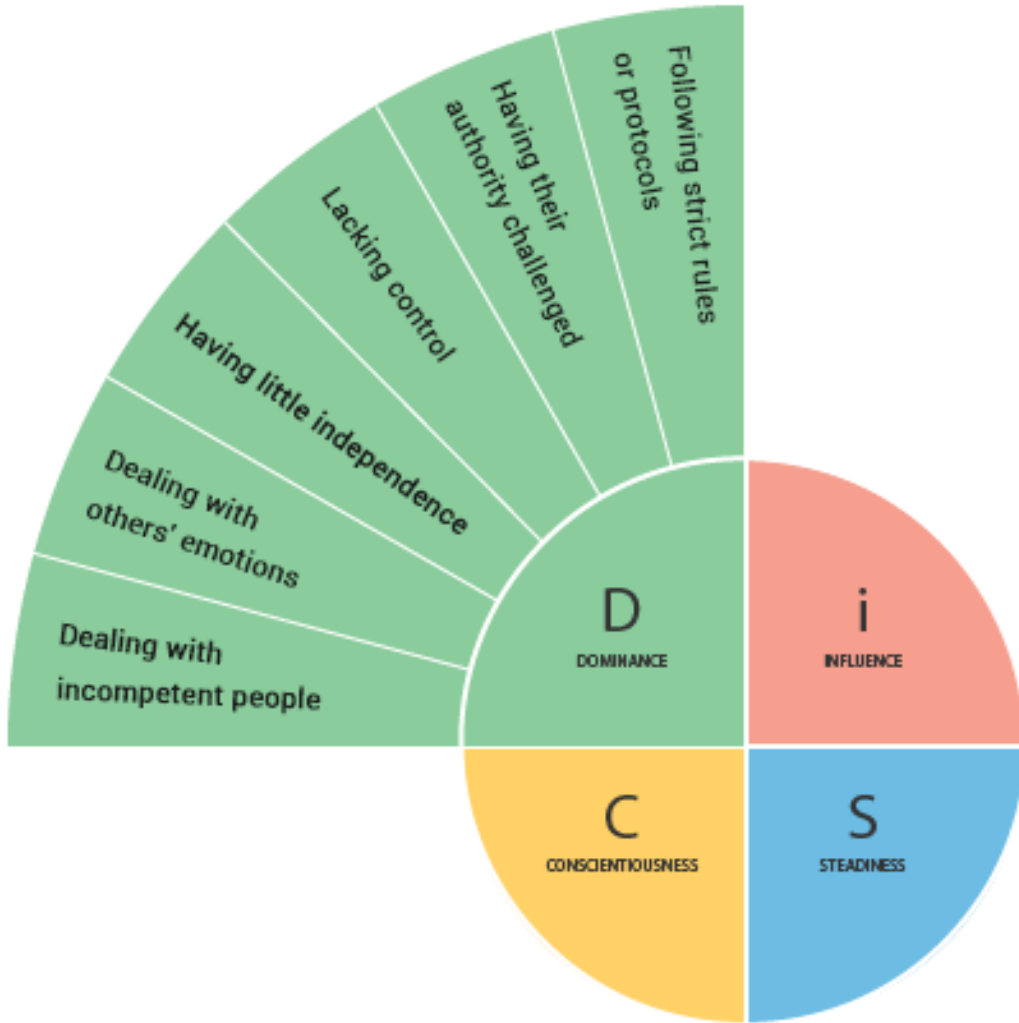 Following strict rules
or protocols
Having their
authority challenged
Lacking control
Having little independence
Dealing with
others' emotions
Dealing with
incompetent people
D
DOMINANCE
i
INFLUENCE
C
CONSCIENTIOUSNESS
S
STEADINESS